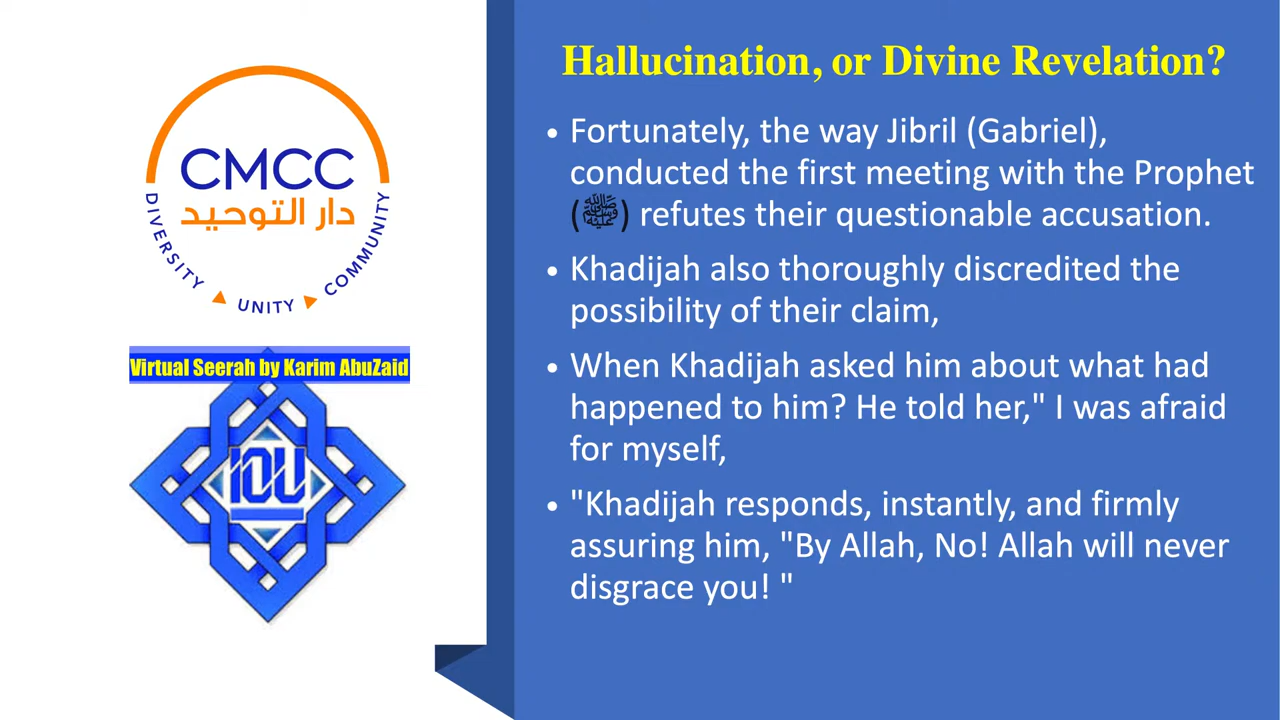 CMCC
دار التوحيد
DIVERSITY
UNITY
COMMUNITY
Virtual Seerah by Karim AbuZaid
IOU
Hallucination, or Divine Revelation?
• Fortunately, the way Jibril (Gabriel),
conducted the first meeting with the Prophet
(ﷺ) refutes their questionable accusation.
• Khadijah also thoroughly discredited the
possibility of their claim,
• When Khadijah asked him about what had
happened to him? He told her," I was afraid
for myself,
• "Khadijah responds, instantly, and firmly
assuring him, "By Allah, No! Allah will never
disgrace you! "